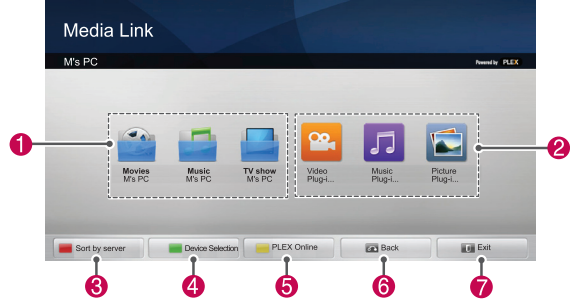 Media Link
M's PC
Powered by PLEX
1
2
Movies
M's PC
Music
M's PC
TV show
M's PC
Video
Plug-i...
Music
Plug-i...
Picture
Plug-i...
Sort by server
Device Selection
PLEX Online
Back
Exit
3
4
5
6
7